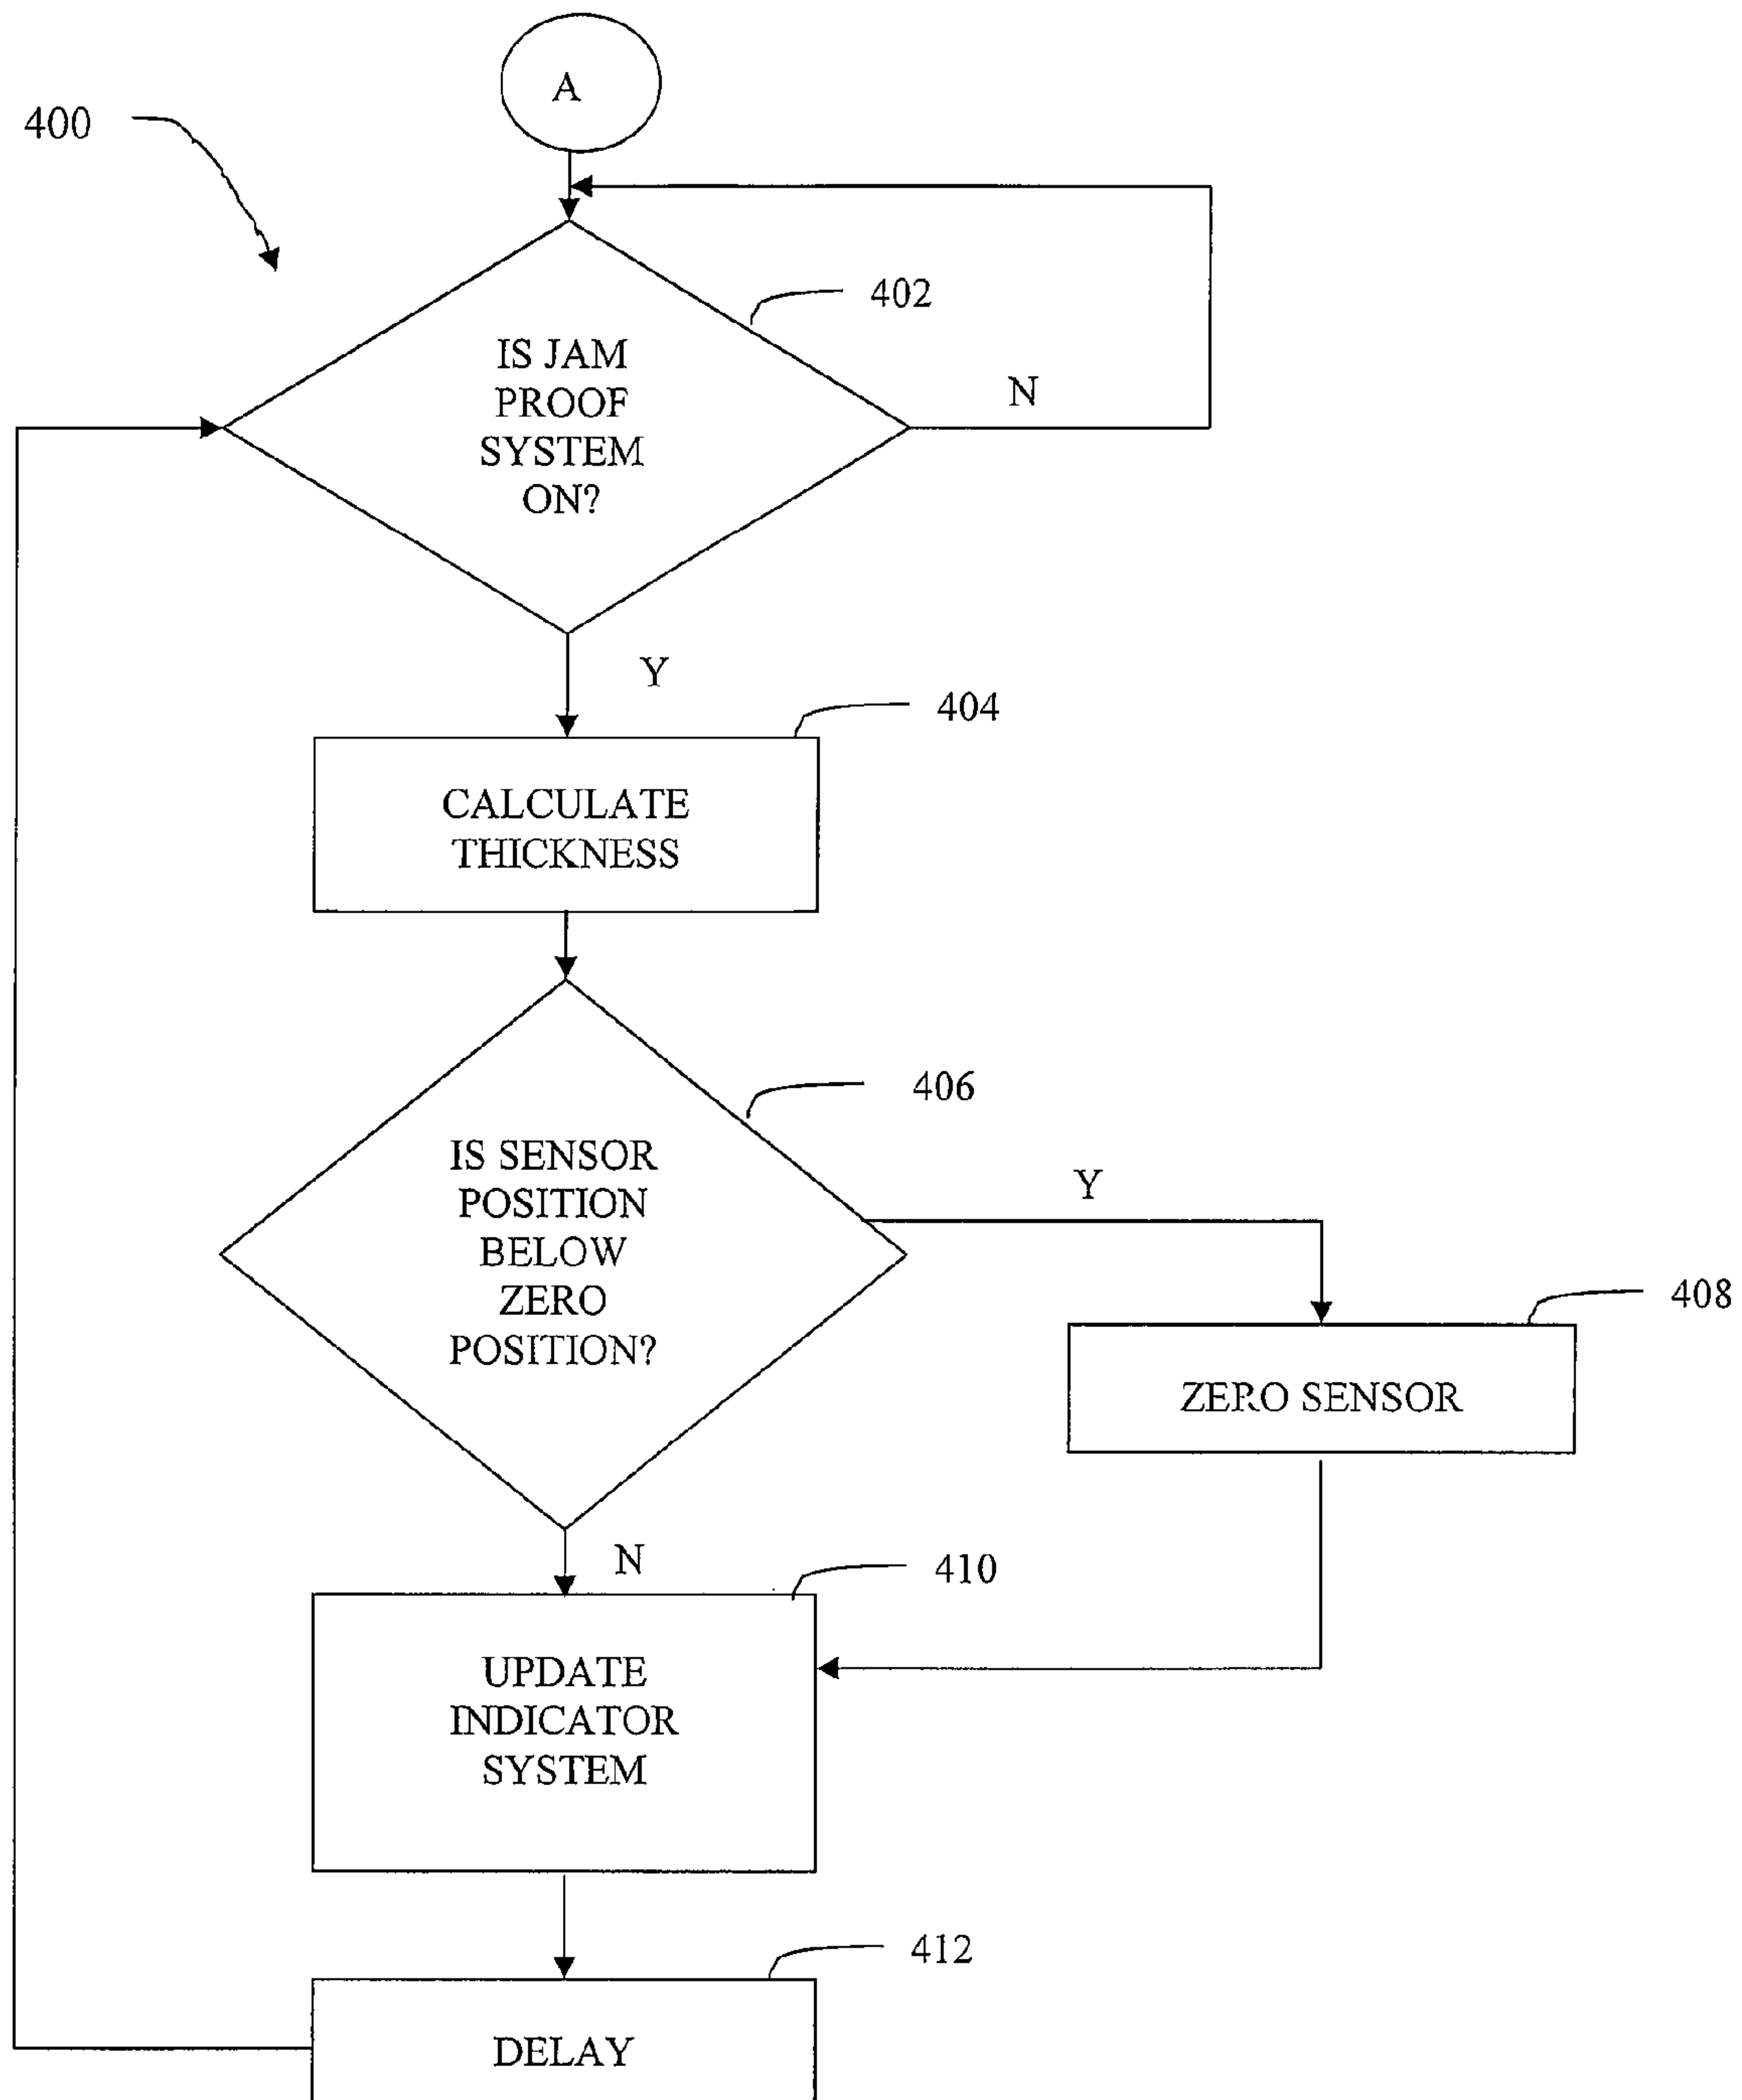 A
400
402
IS JAM
PROOF
SYSTEM
ON?
N
Y
404
CALCULATE
THICKNESS
406
IS SENSOR
POSITION
BELOW
ZERO
POSITION?
Y
408
ZERO SENSOR
N
410
UPDATE
INDICATOR
SYSTEM
412
DELAY